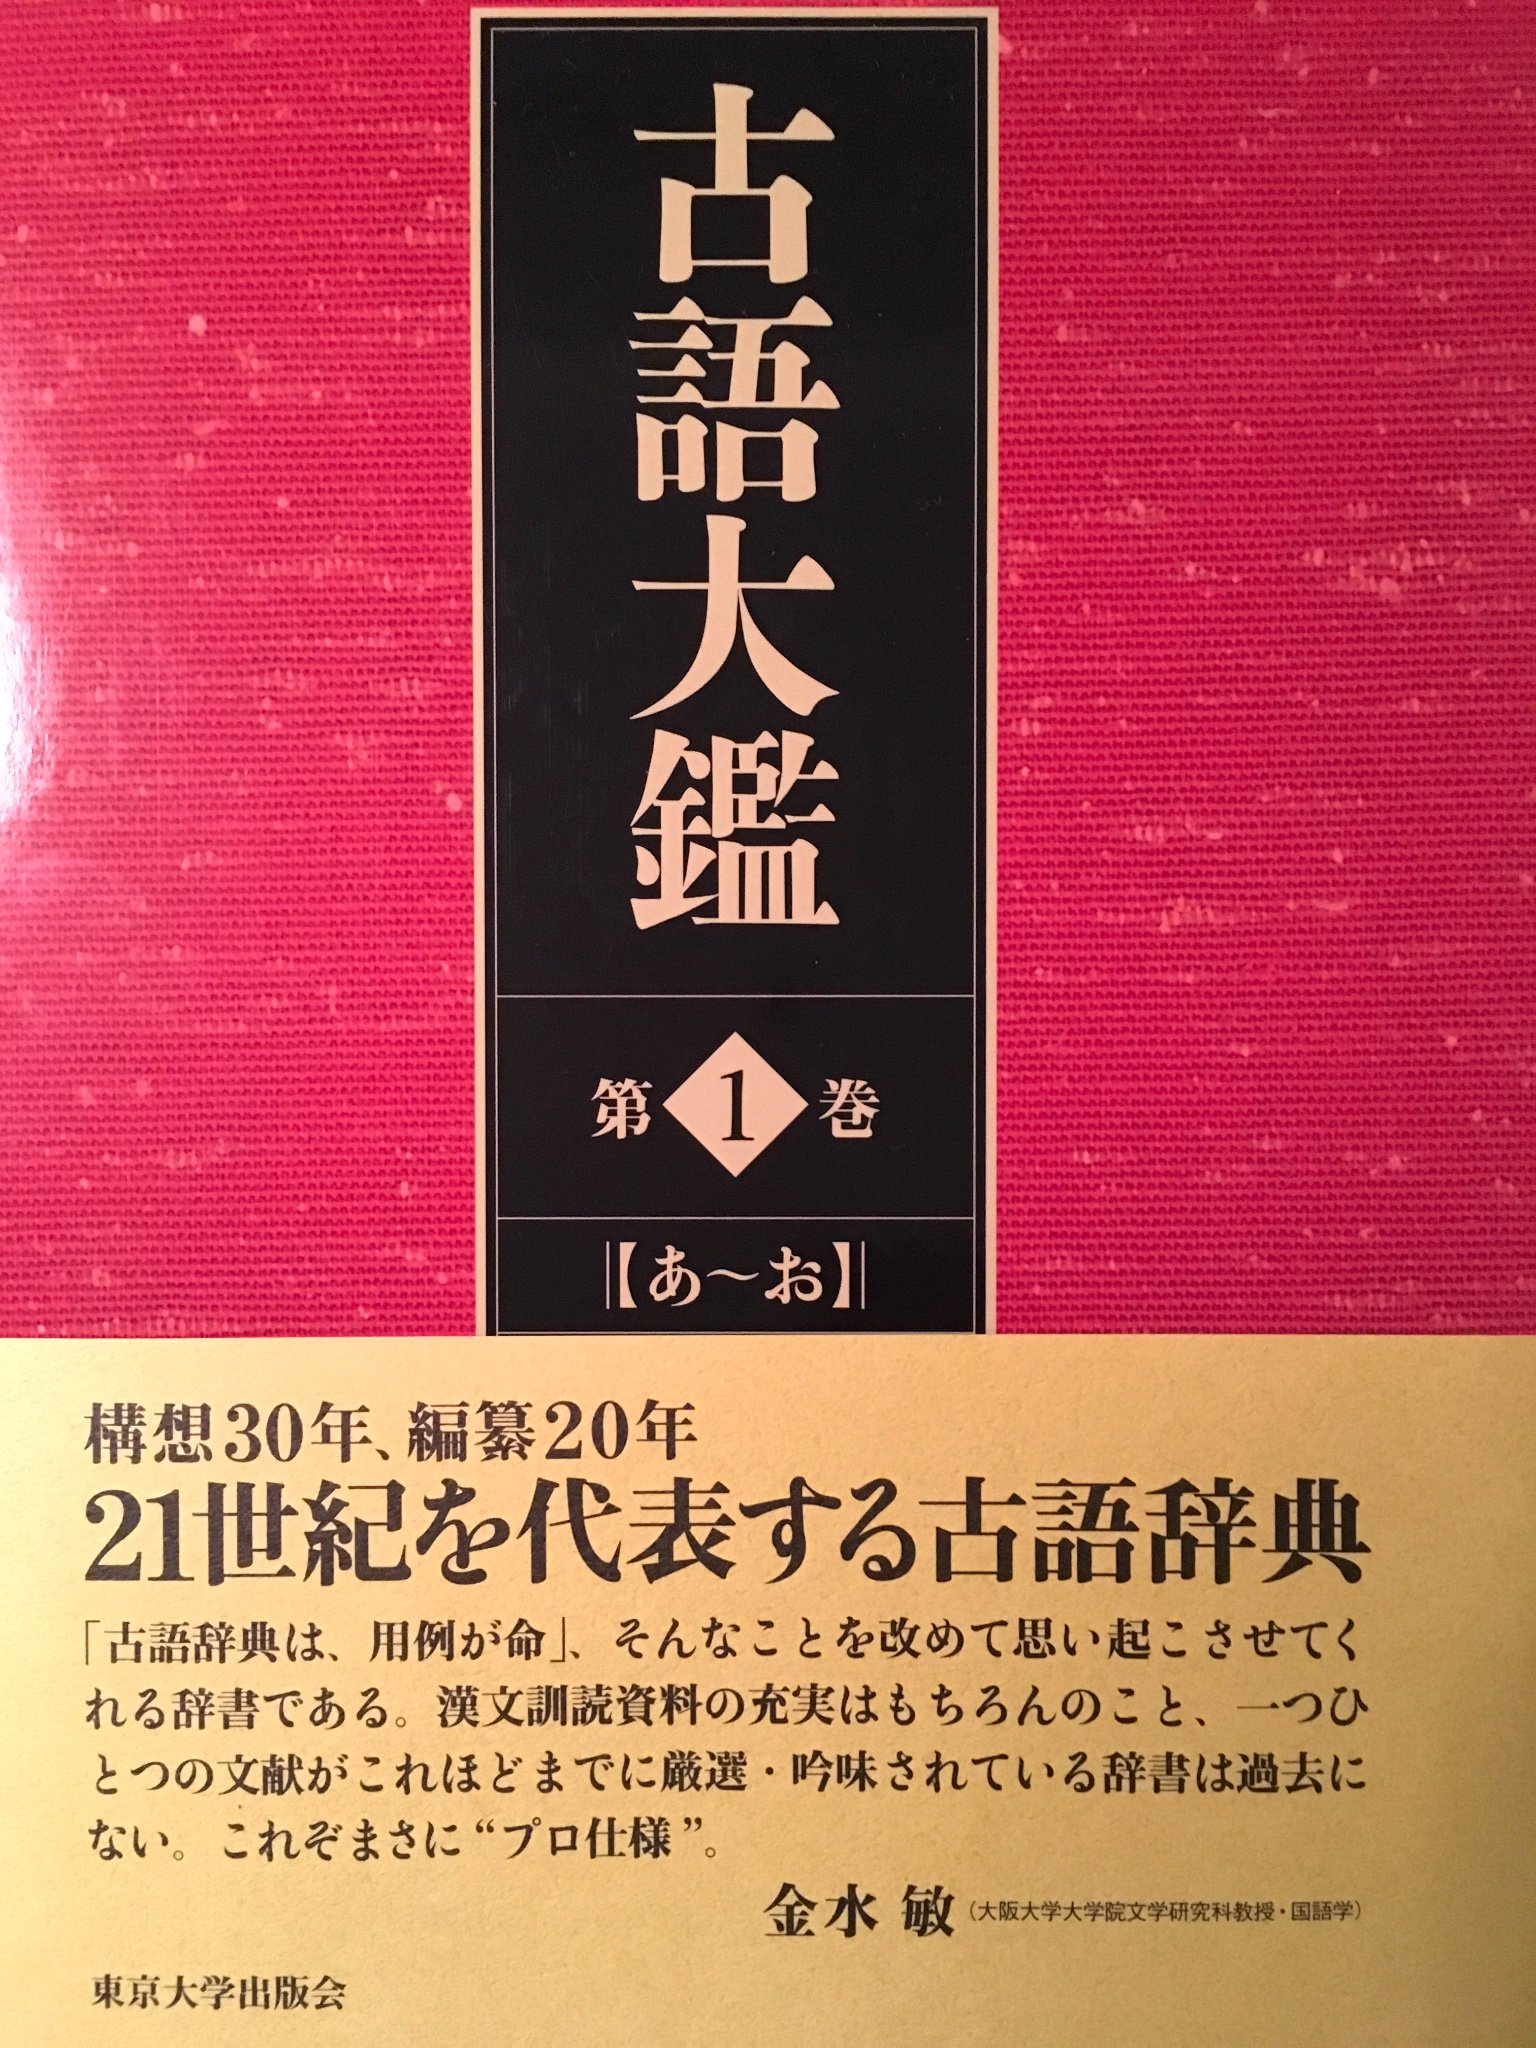 古語大鑑
第1巻
【あ～お】
構想30年、編纂20年
21世紀を代表する古語辞典
「古語辞典は、用例が命」、そんなことを改めて思い起こさせてく
れる辞書である。漢文訓読資料の充実はもちろんのこと、一つひ
とつの文献がこれほどまでに厳選・吟味されている辞書は過去に
ない。これぞまさに“プロ仕様”。
金水 敏（大阪大学大学院文学研究科教授・国語学）
東京大学出版会